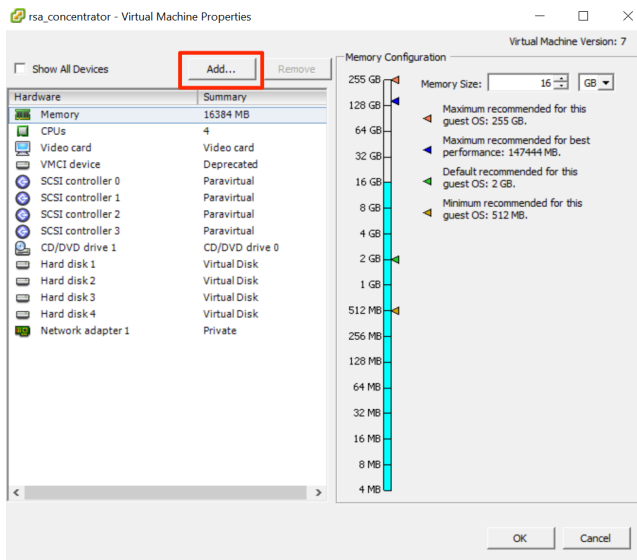 rsa_concentrator - Virtual Machine Properties
Virtual Machine Version: 7
Show All Devices
Add...
Remove
Hardware Summary
Memory 16384 MB
CPUs 4
Video card Video card
VMCI device Deprecated
SCSI controller 0 Paravirtual
SCSI controller 1 Paravirtual
SCSI controller 2 Paravirtual
SCSI controller 3 Paravirtual
CD/DVD drive 1 CD/DVD drive 0
Hard disk 1 Virtual Disk
Hard disk 2 Virtual Disk
Hard disk 3 Virtual Disk
Hard disk 4 Virtual Disk
Network adapter 1 Private
Memory Configuration
255 GB
128 GB
64 GB
32 GB
16 GB
8 GB
4 GB
2 GB
1 GB
512 MB
256 MB
128 MB
64 MB
32 MB
16 MB
8 MB
4 MB
Memory Size: 16 GB
Maximum recommended for this
guest OS: 255 GB.
Maximum recommended for best
performance: 147444 MB.
Default recommended for this
guest OS: 2 GB.
Minimum recommended for this
guest OS: 512 MB.
OK
Cancel